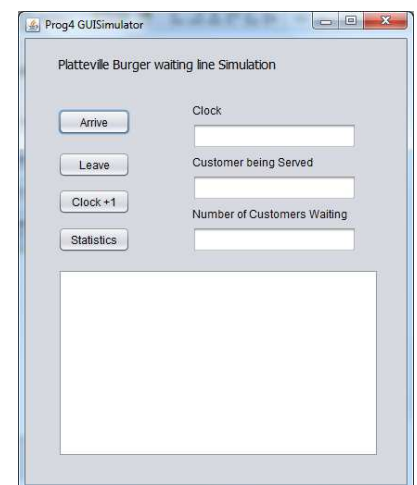 Prog4 GUISimulator
Platteville Burger waiting line Simulation
Arrive
Clock
Leave
Customer being Served
Clock +1
Number of Customers Waiting
Statistics